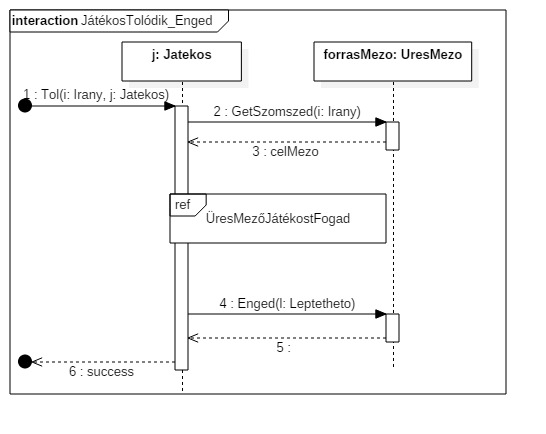 interaction JátékosTolódik_Enged
j: Jatekos
forrasMezo: UresMezo
1 : Tol(i: Irany, j: Jatekos)
2 : GetSzomszed(i: Irany)
3 : celMezo
ref
ÜresMezőJátékostFogad
4 : Enged(l: Leptetheto)
5 :
6 : success